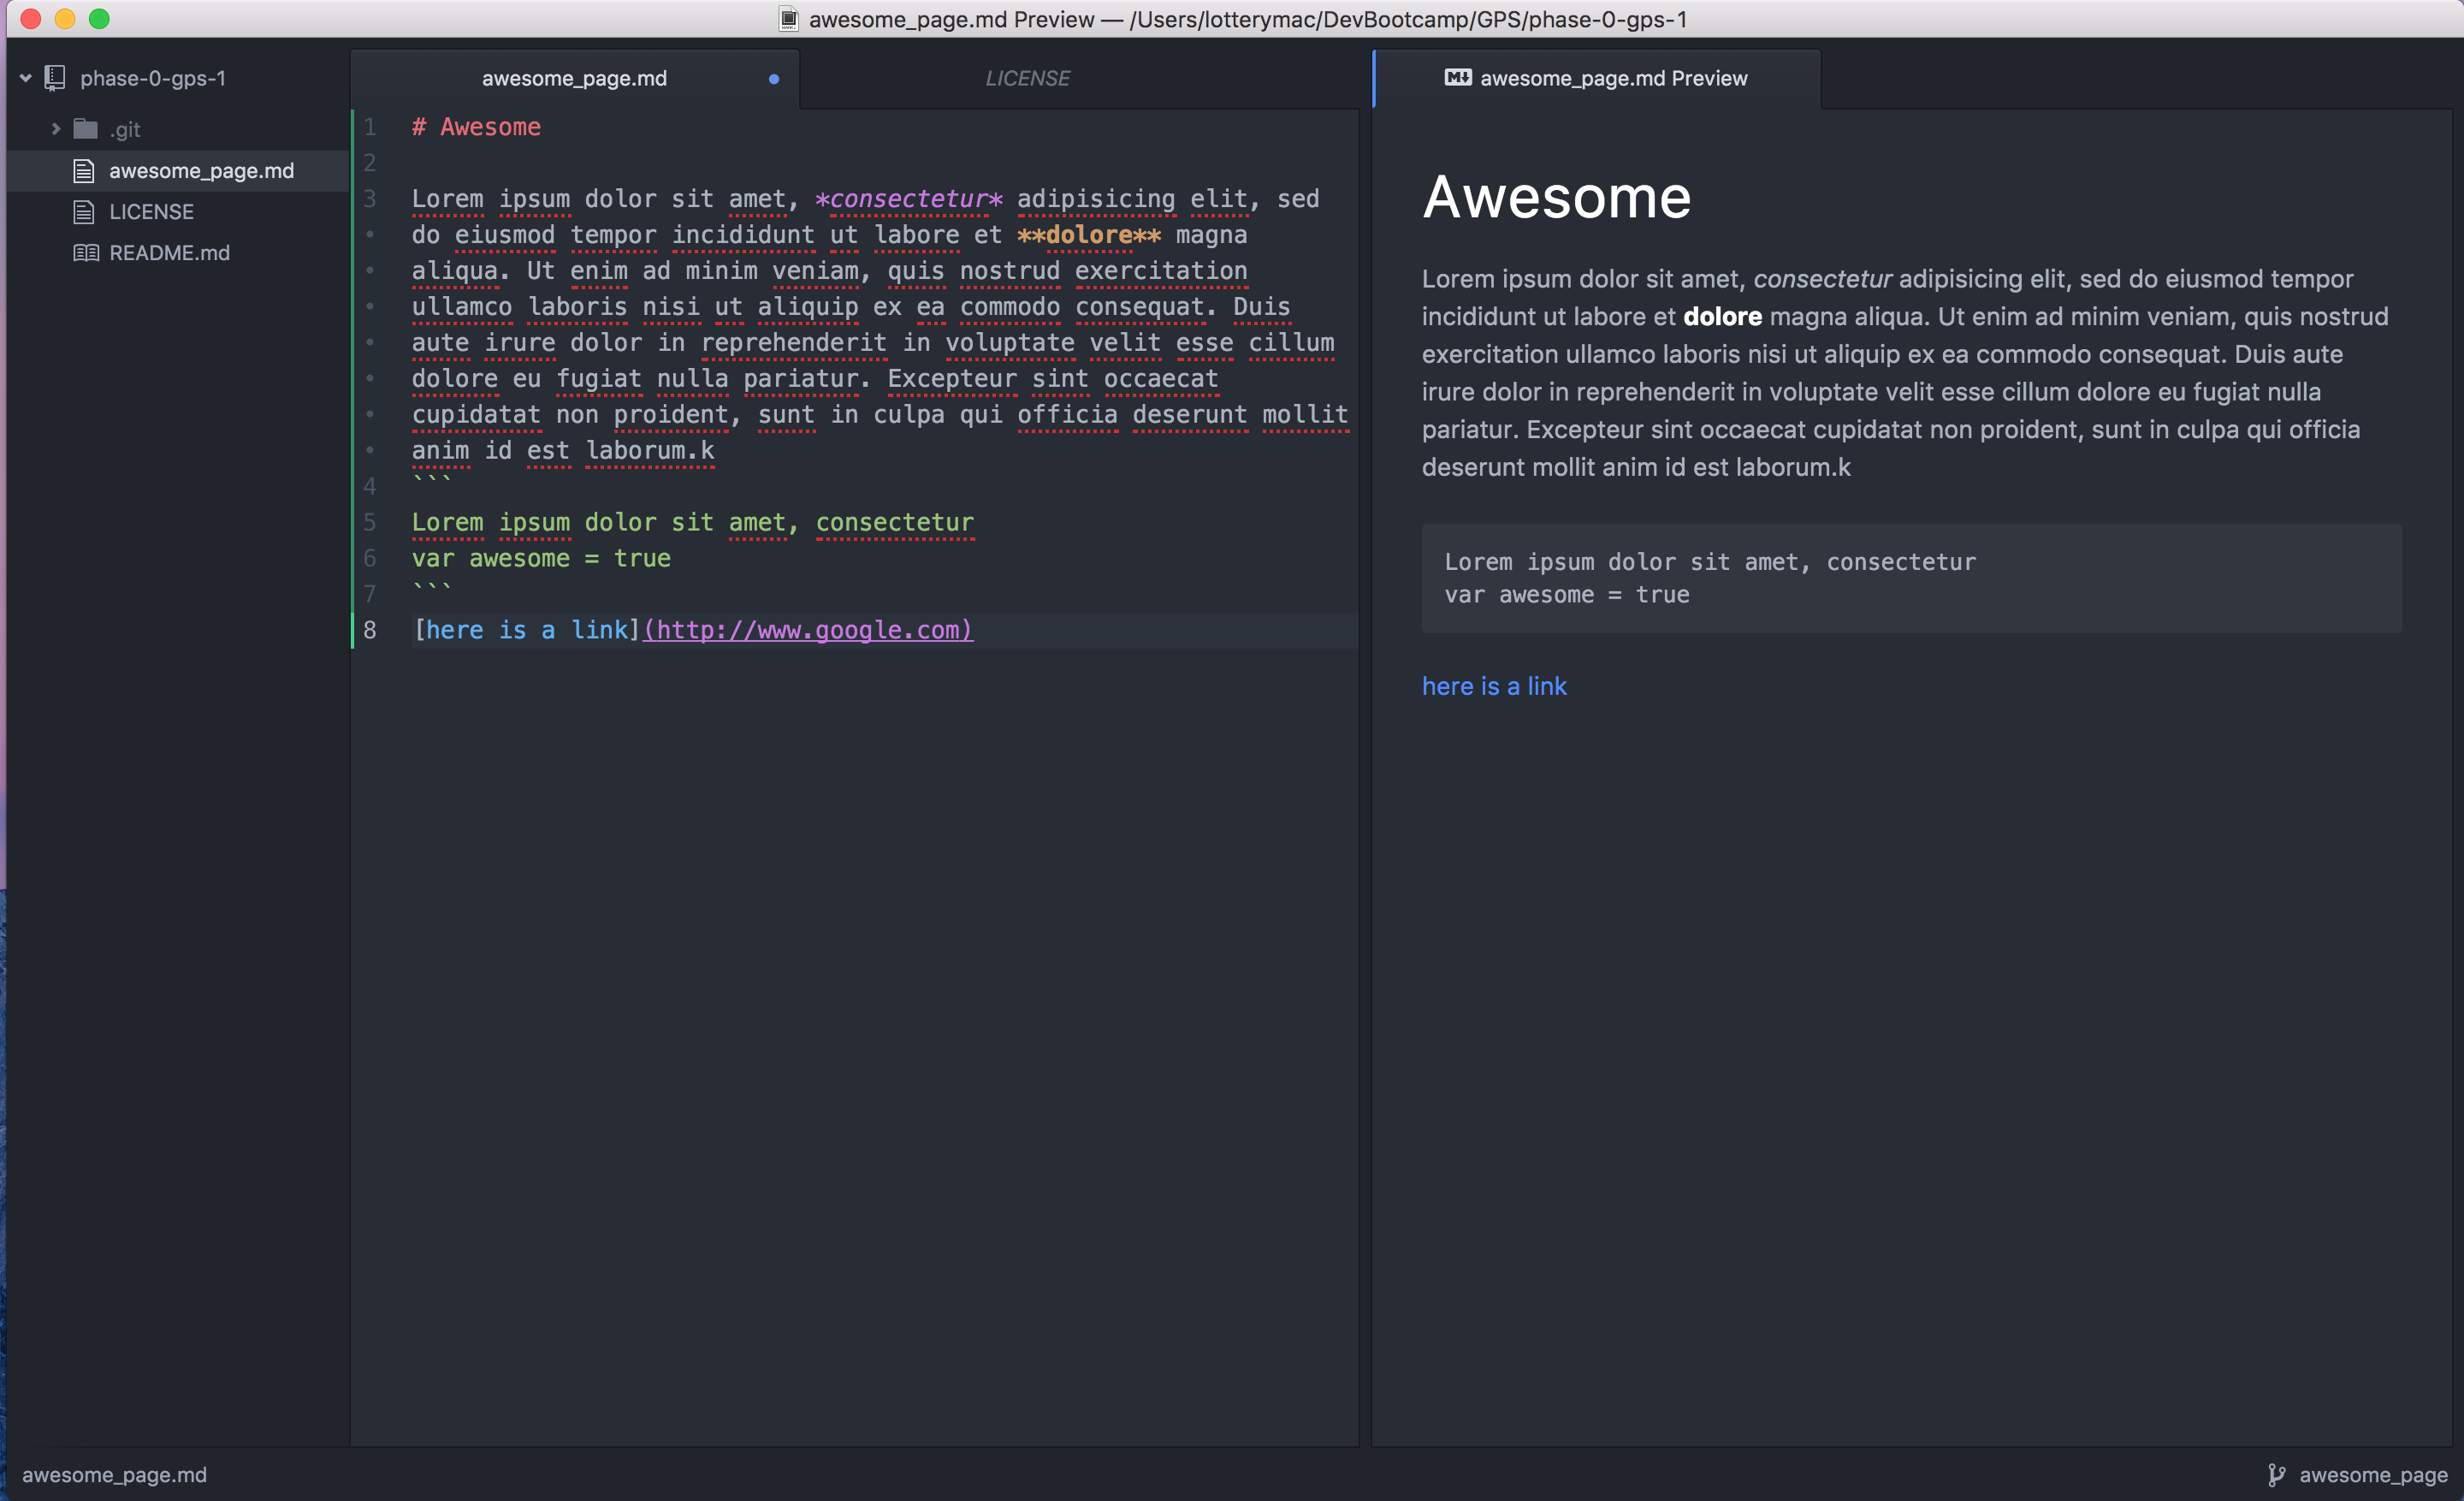 awesome_page.md Preview — /Users/lotterymac/DevBootcamp/GPS/phase-0-gps-1
phase-0-gps-1
.git
awesome_page.md
LICENSE
README.md
awesome_page.md
LICENSE
1 # Awesome
2
3 Lorem ipsum dolor sit amet, *consectetur* adipisicing elit, sed
• do eiusmod tempor incididunt ut labore et **dolore** magna
• aliqua. Ut enim ad minim veniam, quis nostrud exercitation
• ullamco laboris nisi ut aliquip ex ea commodo consequat. Duis
• aute irure dolor in reprehenderit in voluptate velit esse cillum
• dolore eu fugiat nulla pariatur. Excepteur sint occaecat
• cupidatat non proident, sunt in culpa qui officia deserunt mollit
• anim id est laborum.k
4 ```
5 Lorem ipsum dolor sit amet, consectetur
6 var awesome = true
7 ```
8 [here is a link](http://www.google.com)
M↓ awesome_page.md Preview
Awesome
Lorem ipsum dolor sit amet, consectetur adipisicing elit, sed do eiusmod tempor
incididunt ut labore et dolore magna aliqua. Ut enim ad minim veniam, quis nostrud
exercitation ullamco laboris nisi ut aliquip ex ea commodo consequat. Duis aute
irure dolor in reprehenderit in voluptate velit esse cillum dolore eu fugiat nulla
pariatur. Excepteur sint occaecat cupidatat non proident, sunt in culpa qui officia
deserunt mollit anim id est laborum.k
Lorem ipsum dolor sit amet, consectetur
var awesome = true
here is a link
awesome_page.md
awesome_page